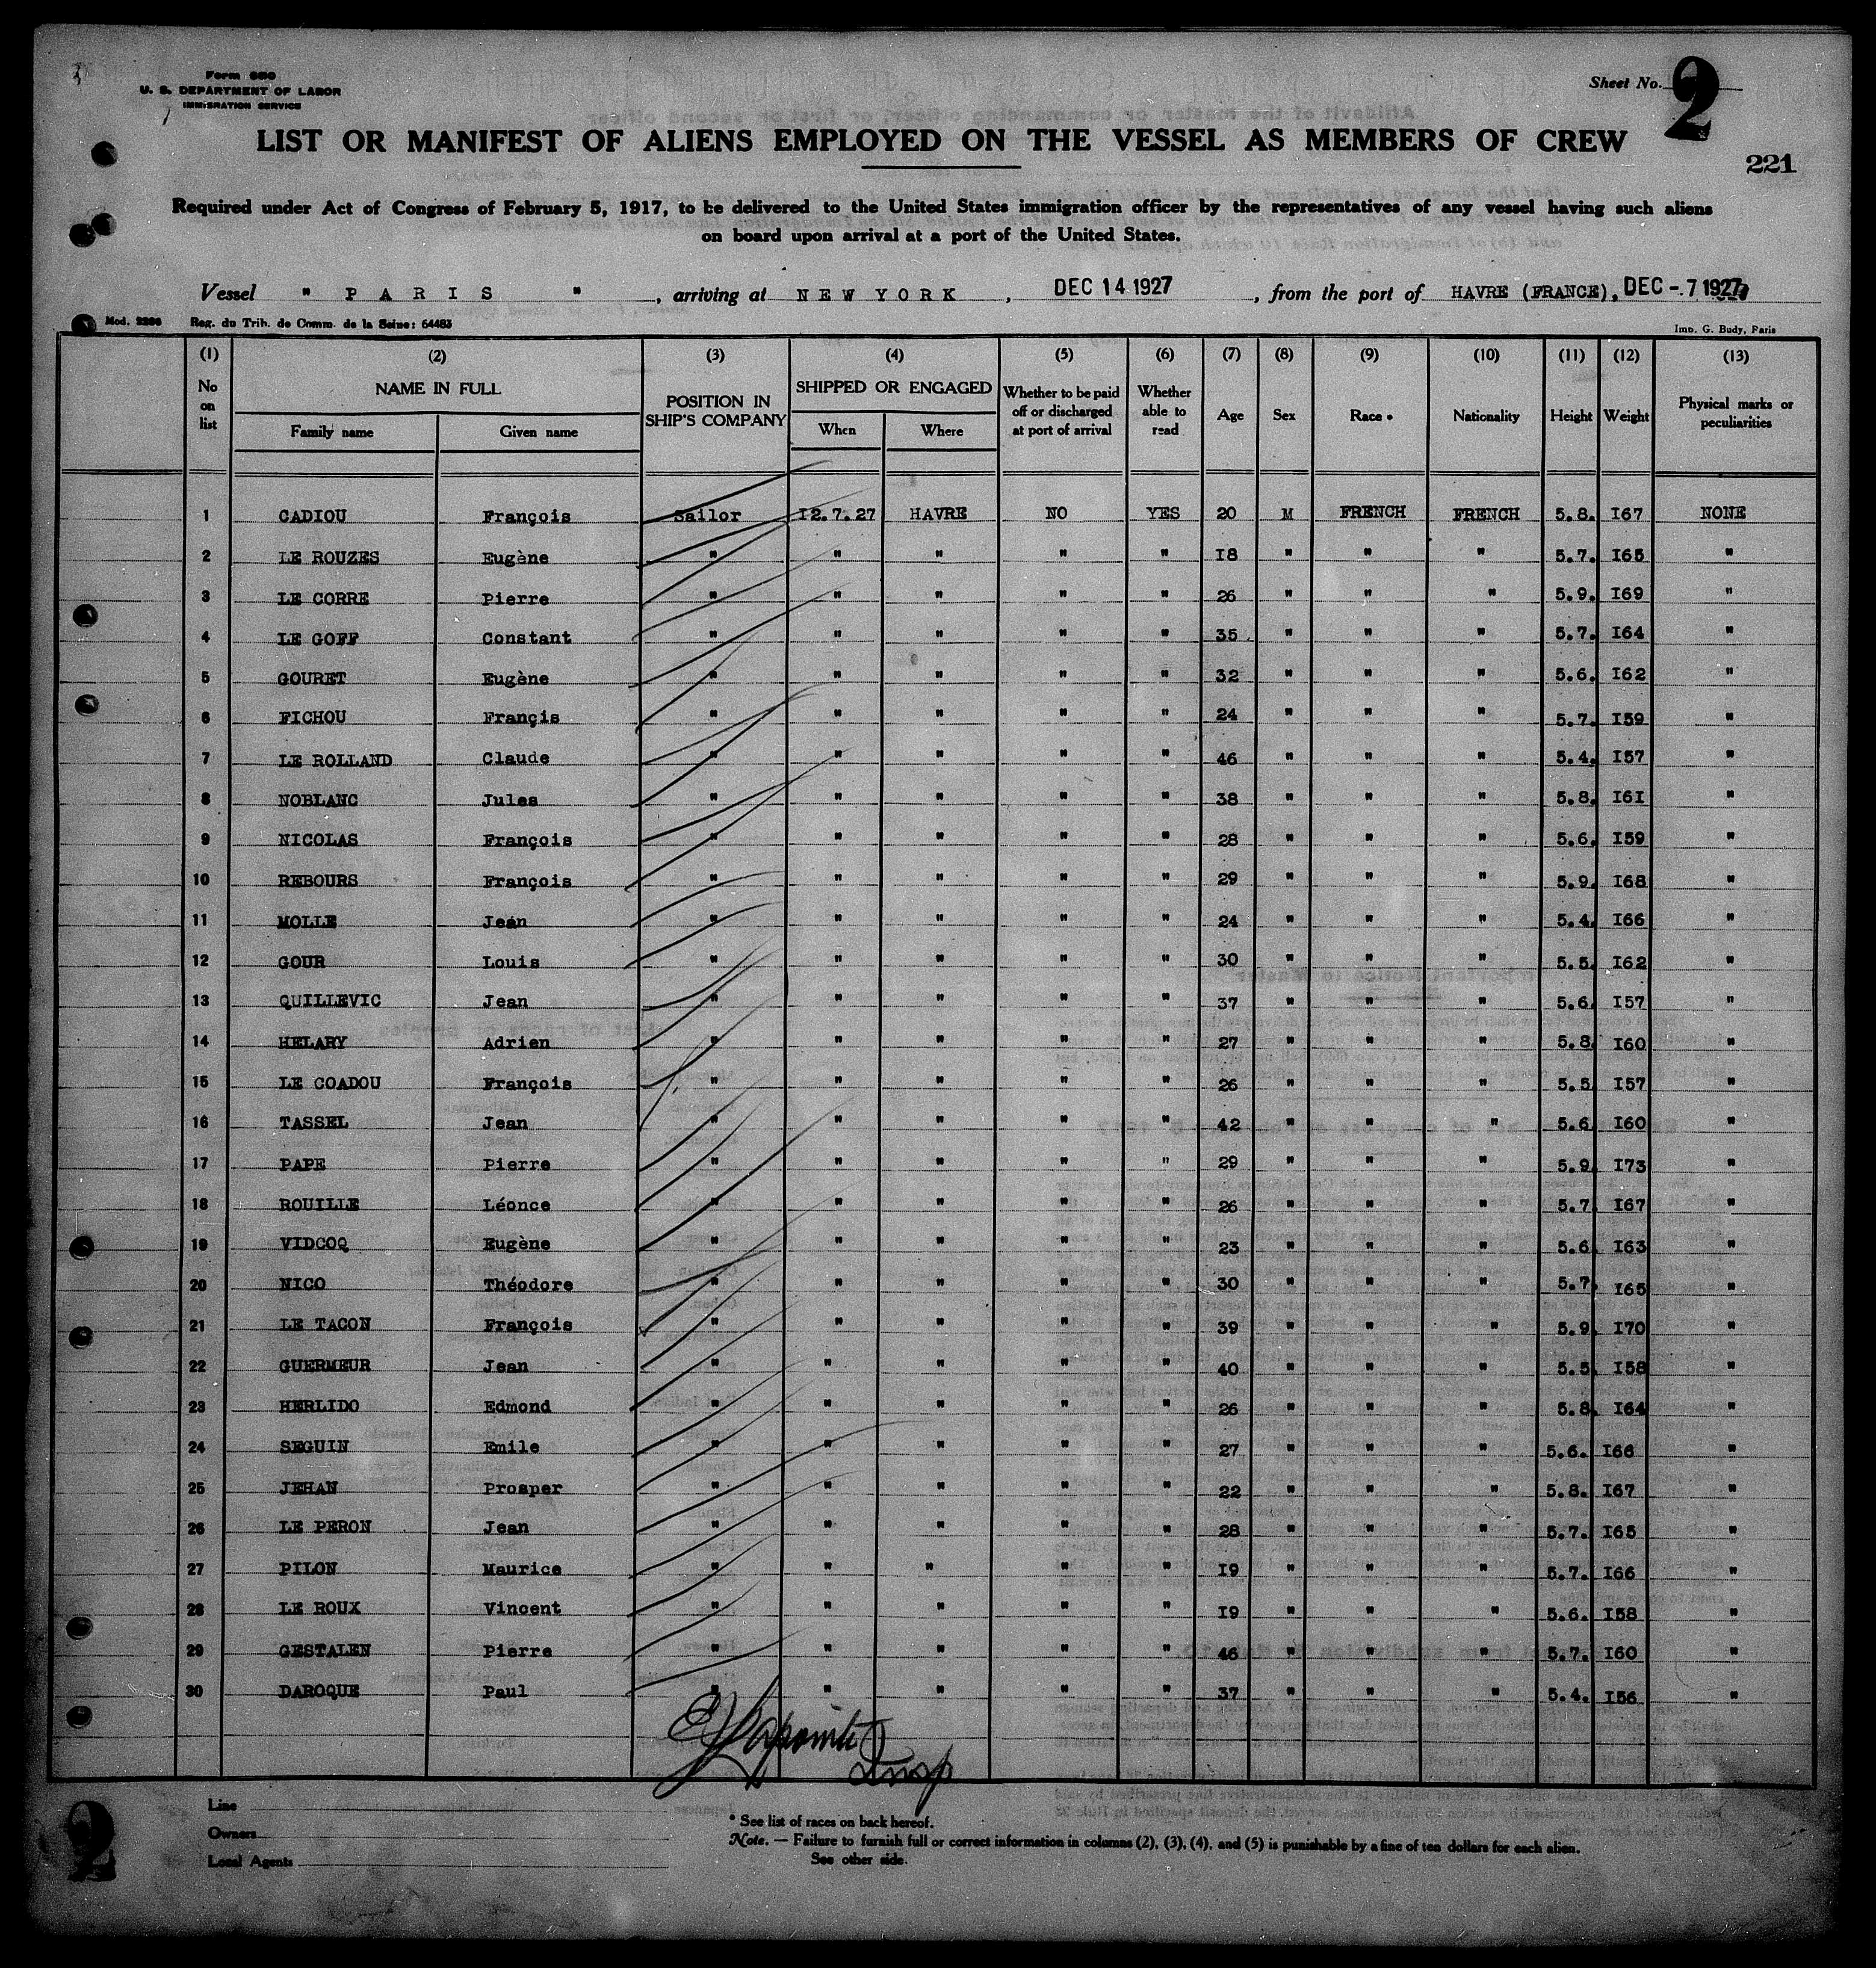 Form 680
U. S. DEPARTMENT OF LABOR
IMMIGRATION SERVICE
Sheet No. 2
LIST OR MANIFEST OF ALIENS EMPLOYED ON THE VESSEL AS MEMBERS OF CREW
221
Required under Act of Congress of February 5, 1917, to be delivered to the United States immigration officer by the representatives of any vessel having such aliens
on board upon arrival at a port of the United States.
Vessel " P A R I S " , arriving at N E W Y O R K , DEC 14 1927 , from the port of HAVRE (FRANCE), DEC -7 1927
Mod. 2266 Reg. du Trib. de Comm. de la Seine: 64483 Imp. G. Budy, Paris
(1) (2) (3) (4) (5) (6) (7) (8) (9) (10) (11) (12) (13)
No on list NAME IN FULL POSITION IN SHIP'S COMPANY SHIPPED OR ENGAGED Whether to be paid off or discharged at port of arrival Whether able to read Age Sex Race • Nationality Height Weight Physical marks or peculiarities
Family name Given name When Where
1 CADIOU François Sailor I2.7.27 HAVRE NO YES 20 M FRENCH FRENCH 5.8. I67 NONE
2 LE ROUZES Eugène " " " " " I8 " " " 5.7. I65 "
3 LE CORRE Pierre " " " " " 26 " " " 5.9. I69 "
4 LE GOFF Constant " " " " " 35 " " " 5.7. I64 "
5 GOURET Eugène " " " " " 32 " " " 5.6. I62 "
6 FICHOU Françis " " " " " 24 " " " 5.7. I59 "
7 LE ROLLAND Claude " " " " " 46 " " " 5.4. I57 "
8 NOBLANC Jules " " " " " 38 " " " 5.8. I6I "
9 NICOLAS François " " " " " 28 " " " 5.6. I59 "
10 REBOURS François " " " " " 29 " " " 5.9. I68 "
11 MOLLE Jean " " " " " 24 " " " 5.4. I66 "
12 GOUR Louis " " " " " 30 " " " 5.5. I62 "
13 QUILLEVIC Jean " " " " " 37 " " " 5.6. I57 "
14 HELARY Adrien " " " " " 27 " " " 5.8. I60 "
15 LE COADOU François " " " " " 26 " " " 5.5. I57 "
16 TASSEL Jean " " " " " 42 " " " 5.6. I60 "
17 PAPE Pierre " " " " " 29 " " " 5.9. I73 "
18 ROUILLE Léonce " " " " " 26 " " " 5.7. I67 "
19 VIDCOQ Eugène " " " " " 23 " " " 5.6. I63 "
20 NICO Théodore " " " " " 30 " " " 5.7. I65 "
21 LE TACON François " " " " " 39 " " " 5.9. I70 "
22 GUERMEUR Jean " " " " " 40 " " " 5.5. I58 "
23 HERLIDO Edmond " " " " " 26 " " " 5.8. I64 "
24 SEGUIN Emile " " " " " 27 " " " 5.6. I66 "
25 JEHAN Prosper " " " " " 22 " " " 5.8. I67 "
26 LE PERON Jean " " " " " 28 " " " 5.7. I65 "
27 PILON Maurice " " " " " I9 " " " 5.7. I66 "
28 LE ROUX Vincent " " " " " I9 " " " 5.6. I58 "
29 GESTALEN Pierre " " " " " 46 " " " 5.7. I60 "
30 DAROQUE Paul " " " " " 37 " " " 5.4. I56 "
Insp
2
Line
Owners
Local Agents
* See list of races on back hereof.
Note. — Failure to furnish full or correct information in columns (2), (3), (4), and (5) is punishable by a fine of ten dollars for each alien.
See other side.